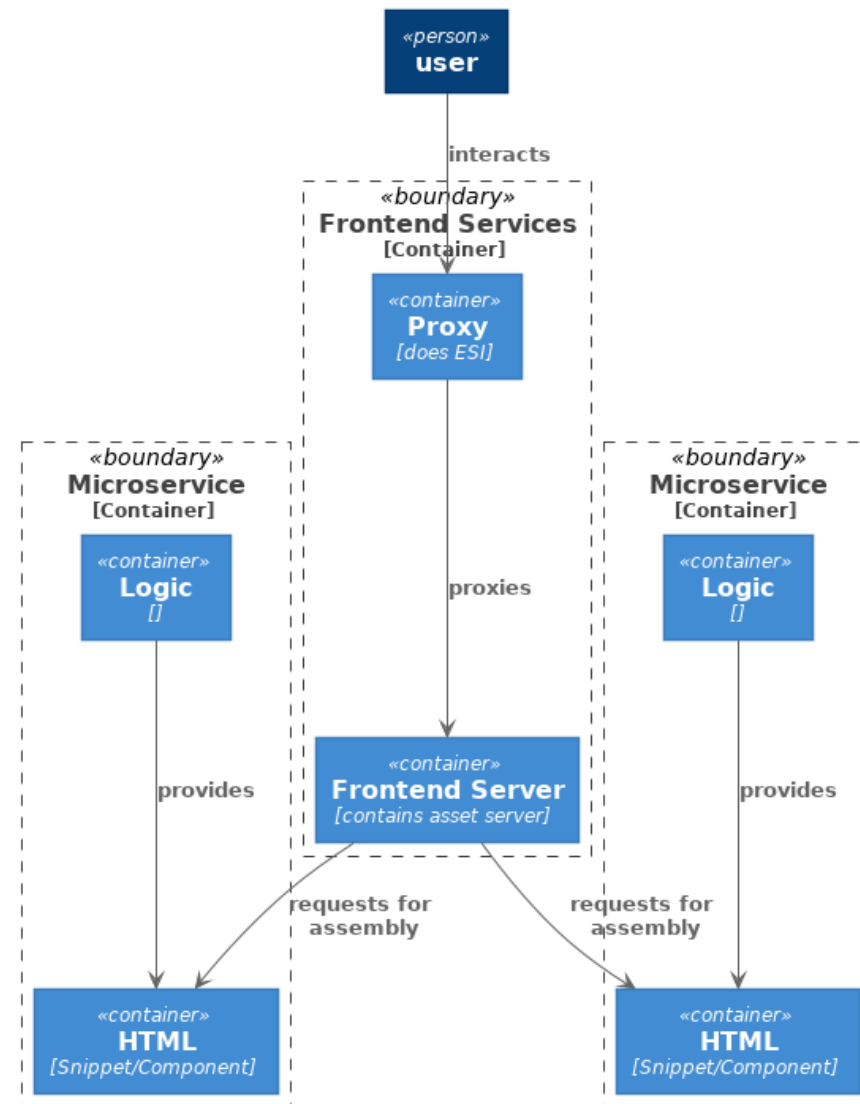 «person»
user
interacts
«boundary»
Frontend Services
[Container]
«container»
Proxy
[does ESI]
«boundary»
Microservice
[Container]
«container»
Logic
[]
proxies
«boundary»
Microservice
[Container]
«container»
Logic
[]
provides
«container»
Frontend Server
[contains asset server]
provides
requests for
assembly
requests for
assembly
«container»
HTML
[Snippet/Component]
«container»
HTML
[Snippet/Component]